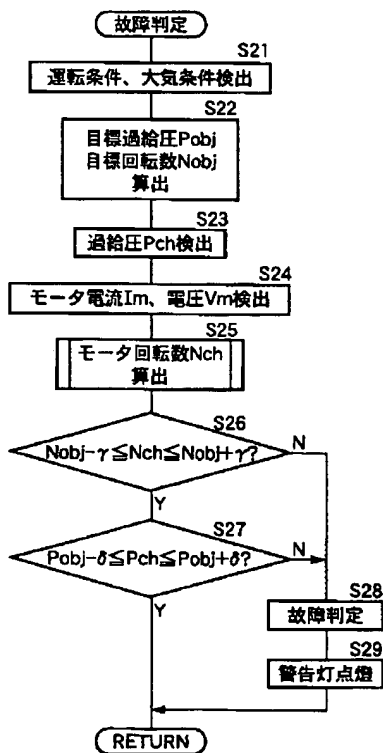 故障判定
S21
運転条件、大気条件検出
S22
目標過給圧Pobj
目標回転数Nobj
算出
S23
過給圧Pch検出
S24
モータ電流Im、電圧Vm検出
S25
モータ回転数Nch
算出
S26
Nobj-γ≦Nch≦Nobj+γ?
N
Y
S27
Pobj-δ≦Pch≦Pobj+δ?
N
Y
S28
故障判定
S29
警告灯点燈
RETURN